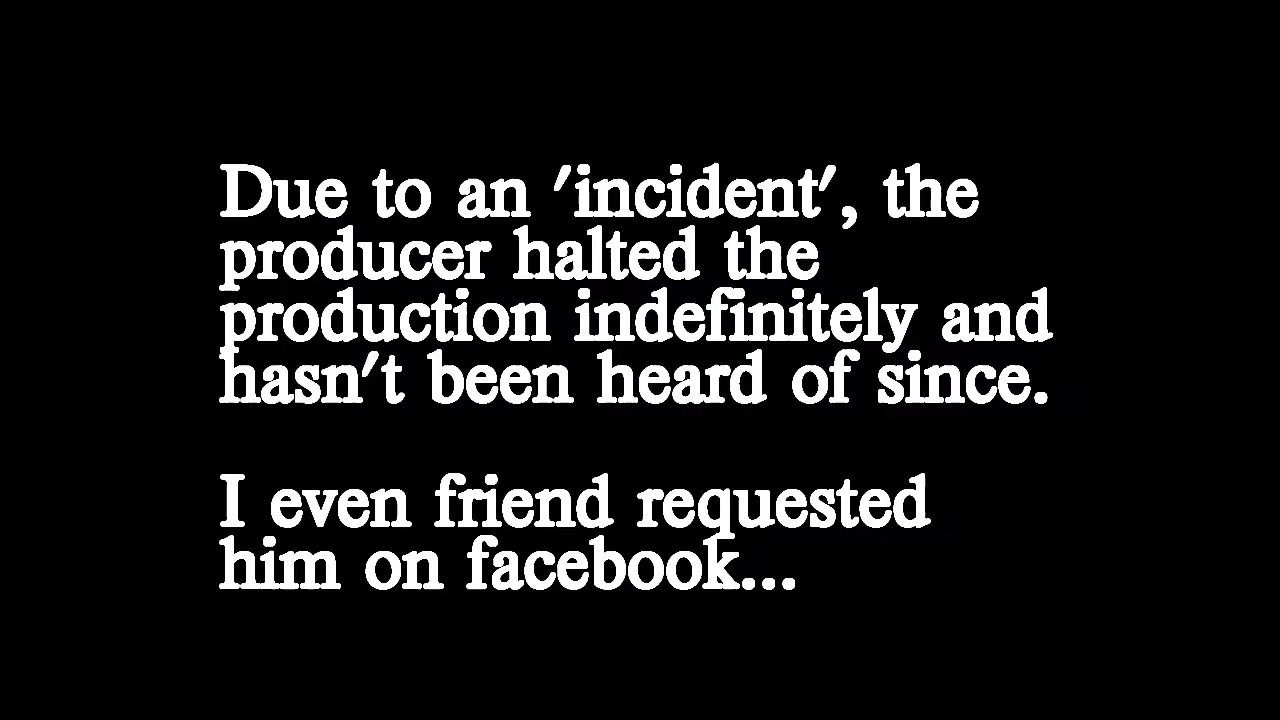 Due to an 'incident', the
producer halted the
production indefinitely and
hasn't been heard of since.
I even friend requested
him on facebook...